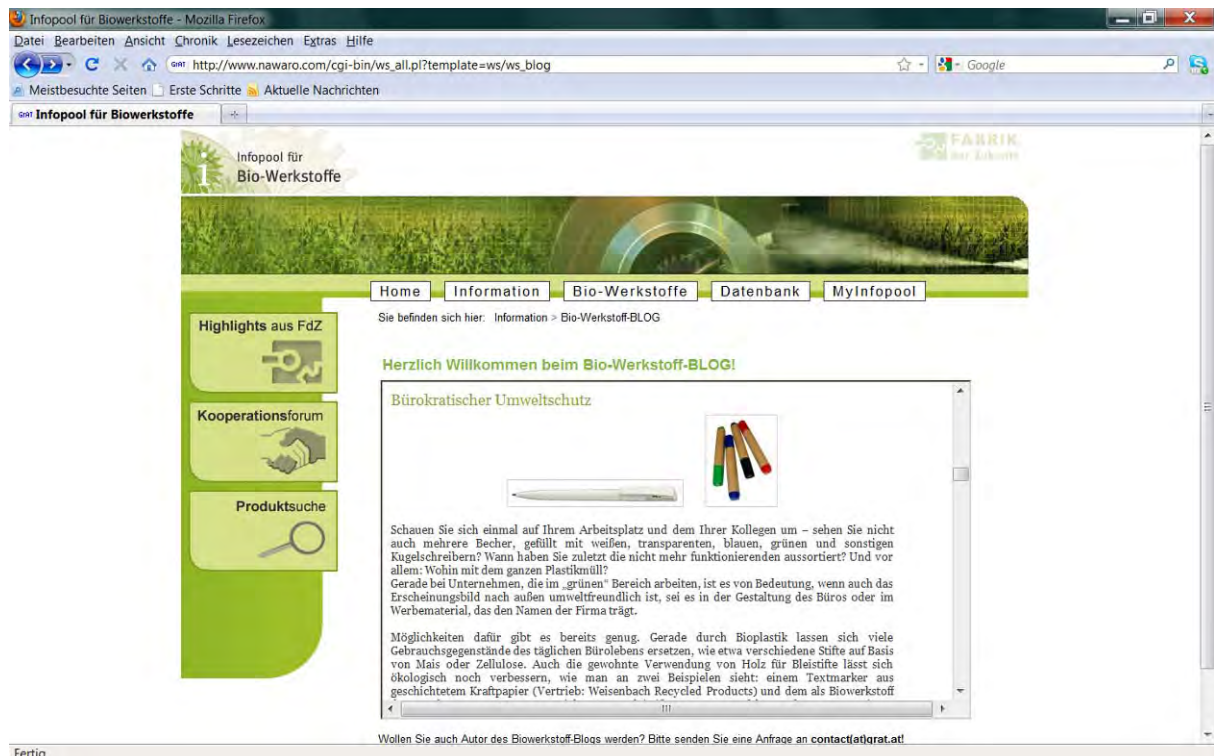 Infopool für Biowerkstoffe - Mozilla Firefox
Datei Bearbeiten Ansicht Chronik Lesezeichen Extras Hilfe
http://www.nawaro.com/cgi-bin/ws_all.pl?template=ws/ws_blog
Google
Meistbesuchte Seiten Erste Schritte Aktuelle Nachrichten
GrAT Infopool für Biowerkstoffe
i
Infopool für
Bio-Werkstoffe
FABRIK
der Zukunft
Home Information Bio-Werkstoffe Datenbank MyInfopool
Sie befinden sich hier: Information > Bio-Werkstoff-BLOG
Highlights aus FdZ
Kooperationsforum
Produktsuche
Herzlich Willkommen beim Bio-Werkstoff-BLOG!
Bürokratischer Umweltschutz
Schauen Sie sich einmal auf Ihrem Arbeitsplatz und dem Ihrer Kollegen um – sehen Sie nicht
auch mehrere Becher, gefüllt mit weißen, transparenten, blauen, grünen und sonstigen
Kugelschreibern? Wann haben Sie zuletzt die nicht mehr funktionierenden aussortiert? Und vor
allem: Wohin mit dem ganzen Plastikmüll?
Gerade bei Unternehmen, die im „grünen“ Bereich arbeiten, ist es von Bedeutung, wenn auch das
Erscheinungsbild nach außen umweltfreundlich ist, sei es in der Gestaltung des Büros oder im
Werbematerial, das den Namen der Firma trägt.
Möglichkeiten dafür gibt es bereits genug. Gerade durch Bioplastik lassen sich viele
Gebrauchsgegenstände des täglichen Bürolebens ersetzen, wie etwa verschiedene Stifte auf Basis
von Mais oder Zellulose. Auch die gewohnte Verwendung von Holz für Bleistifte lässt sich
ökologisch noch verbessern, wie man an zwei Beispielen sieht: einem Textmarker aus
geschichtetem Kraftpapier (Vertrieb: Weisenbach Recycled Products) und dem als Biowerkstoff
Wollen Sie auch Autor des Biowerkstoff-Blogs werden? Bitte senden Sie eine Anfrage an contact(at)grat.at!
Fertig